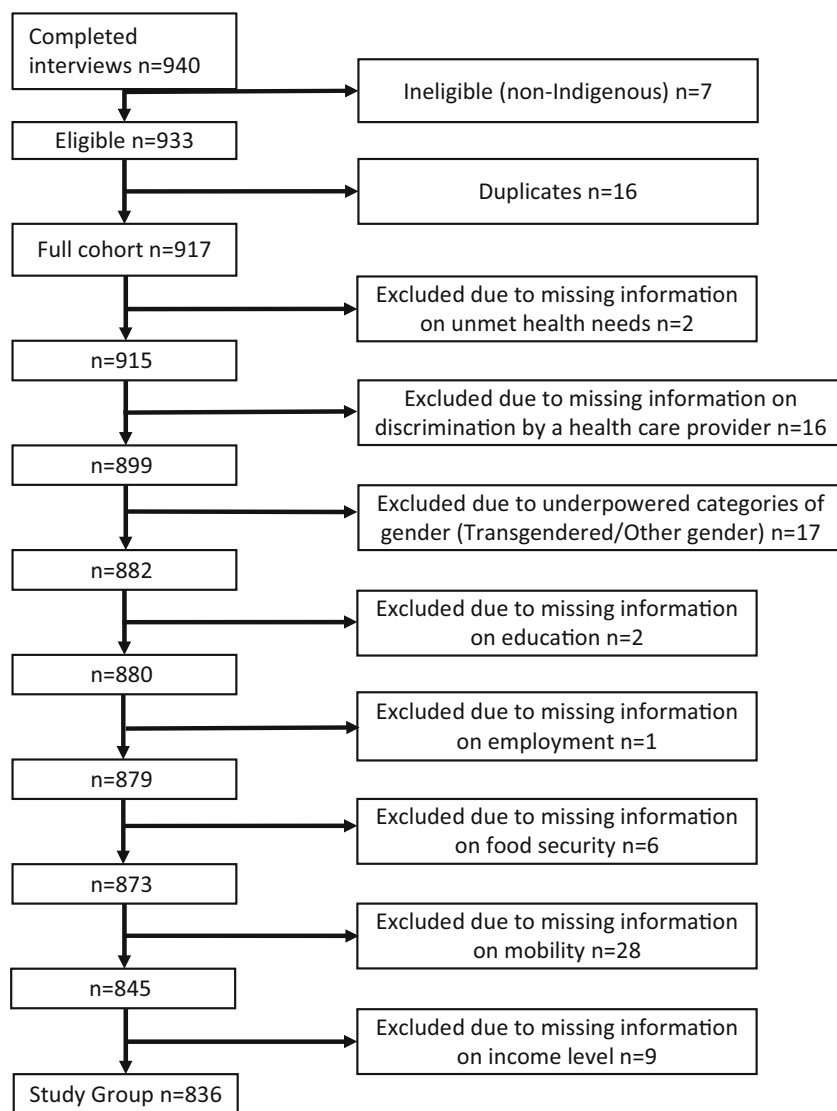 Completed
interviews n=940
Ineligible (non-Indigenous) n=7
Eligible n=933
Duplicates n=16
Full cohort n=917
Excluded due to missing information
on unmet health needs n=2
n=915
Excluded due to missing information on
discrimination by a health care provider n=16
n=899
Excluded due to underpowered categories of
gender (Transgendered/Other gender) n=17
n=882
Excluded due to missing information
on education n=2
n=880
Excluded due to missing information
on employment n=1
n=879
Excluded due to missing information
on food security n=6
n=873
Excluded due to missing information
on mobility n=28
n=845
Excluded due to missing information
on income level n=9
Study Group n=836